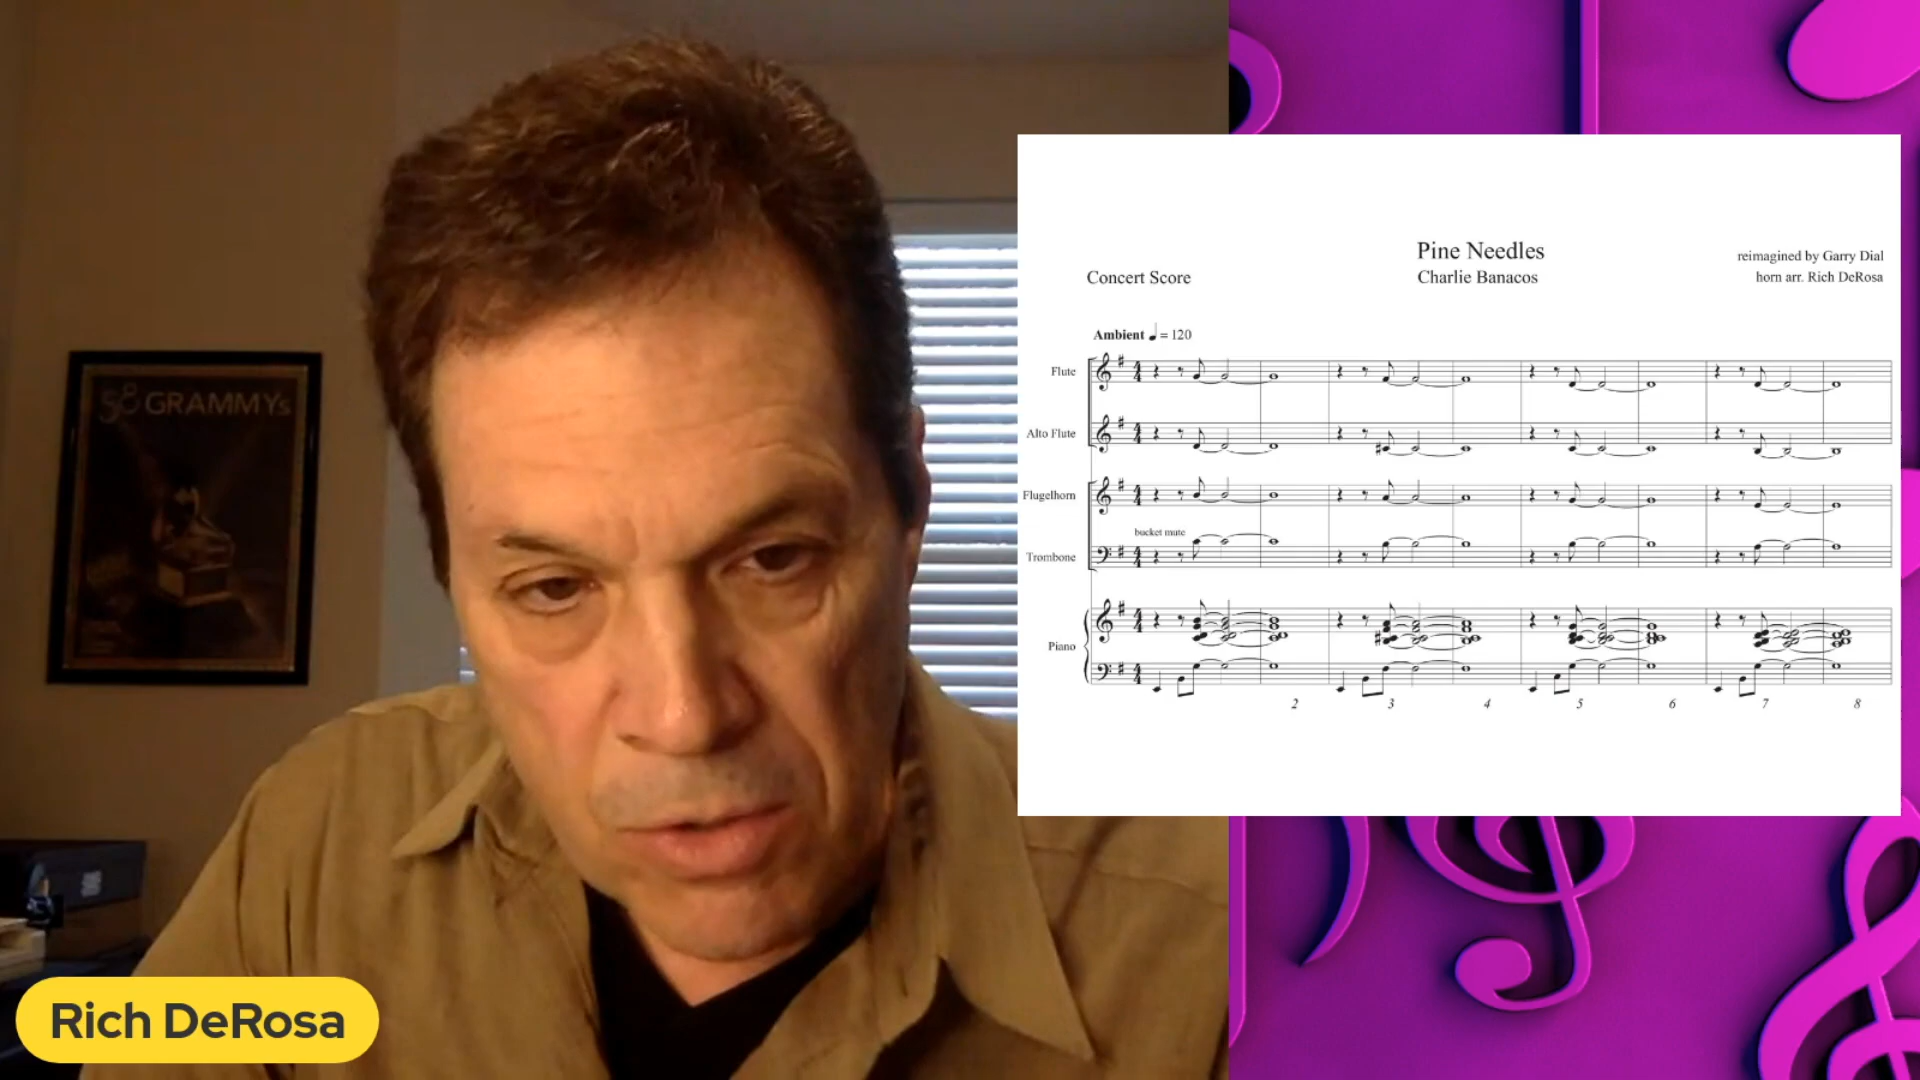 58 GRAMMYs
Pine Needles
Charlie Banacos
Concert Score
reimagined by Garry Dial
horn arr. Rich DeRosa
Ambient ♩ = 120
Flute
Alto Flute
Flugelhorn
bucket mute
Trombone
Piano
2 3 4 5 6 7 8
Rich DeRosa